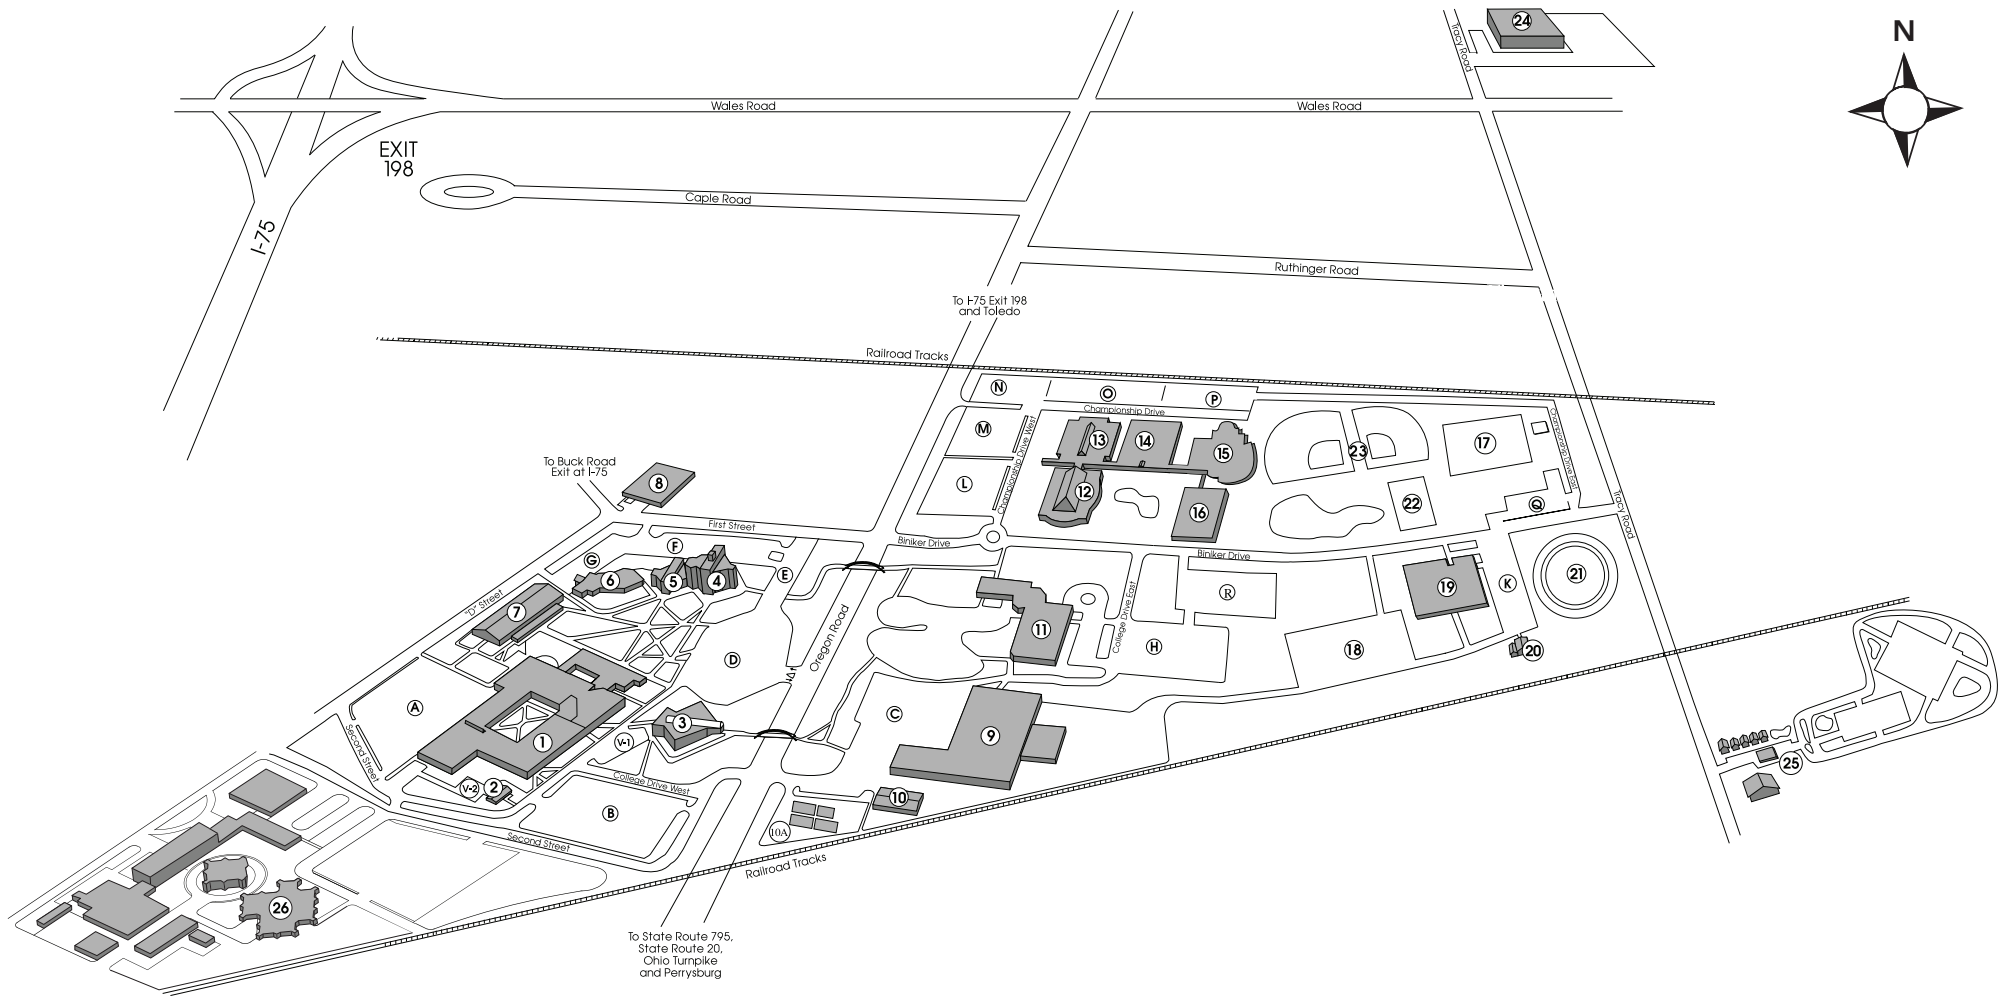 24
N
Tracy Road
Wales Road
Wales Road
EXIT
198
Caple Road
I-75
Ruthinger Road
To I-75 Exit 198
and Toledo
Railroad Tracks
N
O
P
Championship Drive
M
13
14
15
23
17
Championship Drive West
Championship Drive East
To Buck Road
Exit at I-75
8
L
12
16
22
Q
Tracy Road
First Street
Biniker Drive
Biniker Drive
G
F
E
6
5
4
"D" Street
7
R
19
K
21
11
College Drive East
Oregon Road
H
18
20
D
A
C
3
V-1
1
9
Second Street
25
V-2
2
College Drive West
10
B
10A
Second Street
Railroad Tracks
26
To State Route 795,
State Route 20,
Ohio Turnpike
and Perrysburg